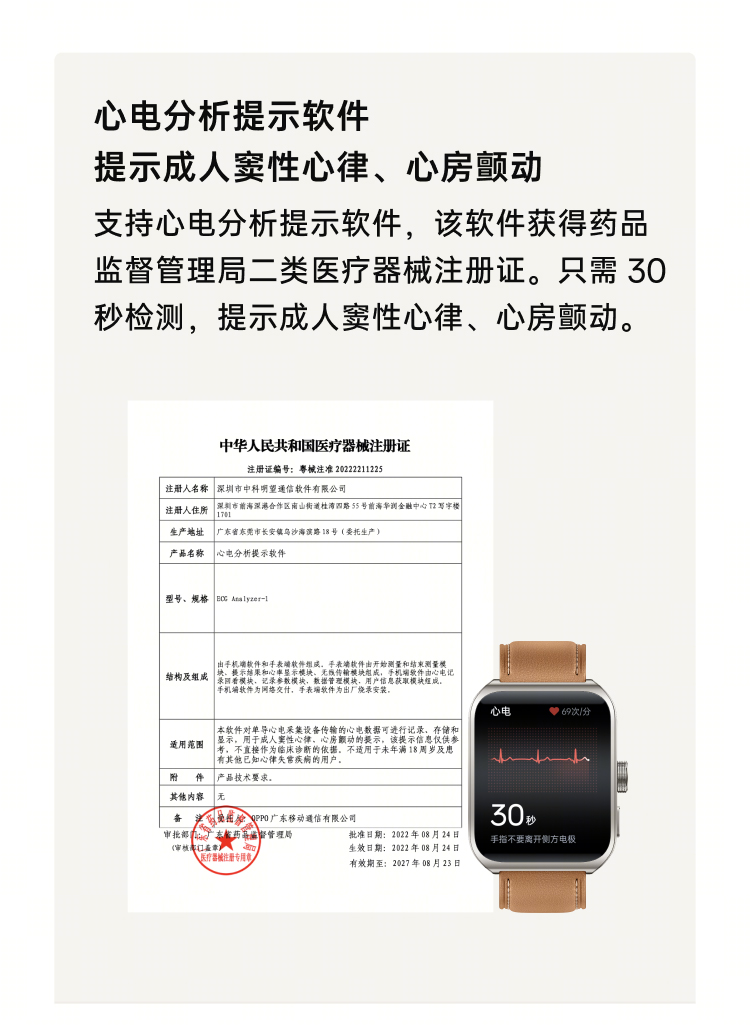 心电分析提示软件
提示成人窦性心律、心房颤动
支持心电分析提示软件，该软件获得药品
监督管理局二类医疗器械注册证。只需 30
秒检测，提示成人窦性心律、心房颤动。
中华人民共和国医疗器械注册证
注册证编号：粤械注准 20222211225
注册人名称 深圳市中科明望通信软件有限公司
注册人住所 深圳市前海深港合作区南山街道桂湾四路 55 号前海华润金融中心 T2 写字楼
1701
生产地址 广东省东莞市长安镇乌沙海滨路 18 号（委托生产）
产品名称 心电分析提示软件
型号、规格 ECG Analyzer-1
结构及组成 由手机端软件和手表端软件组成。手表端软件由开始测量和结束测量模
块、提示结果和心率显示模块、无线传输模块组成，手机端软件由心电记
录回看模块、记录参数模块、数据管理模块、用户信息获取模块组成。
手机端软件为网络交付，手表端软件为出厂烧录安装。
适用范围 本软件对单导心电采集设备传输的心电数据可进行记录、存储和
显示，用于成人窦性心律、心房颤动的提示，该提示信息仅供参
考，不直接作为临床诊断的依据。不适用于未年满 18 周岁及患
有其他已知心律失常疾病的用户。
附 件 产品技术要求。
其他内容 无
备 注 受托人：OPPO广东移动通信有限公司
审批部门：广东省药品监督管理局 批准日期：2022 年 08 月 24 日
（审核部门盖章） 生效日期：2022 年 08 月 24 日
有效期至：2027 年 08 月 23 日
广东省药品监督管理局
医疗器械注册专用章
心电 69次/分
30秒
手指不要离开侧方电极